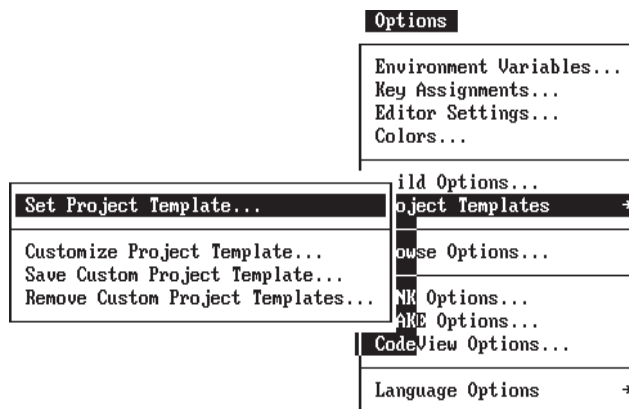 Options
Environment Variables...
Key Assignments...
Editor Settings...
Colors...
ild Options...
oject Templates →
owse Options...
NK Options...
AKE Options...
CodeView Options...
Language Options →
Set Project Template...
Customize Project Template...
Save Custom Project Template...
Remove Custom Project Templates...